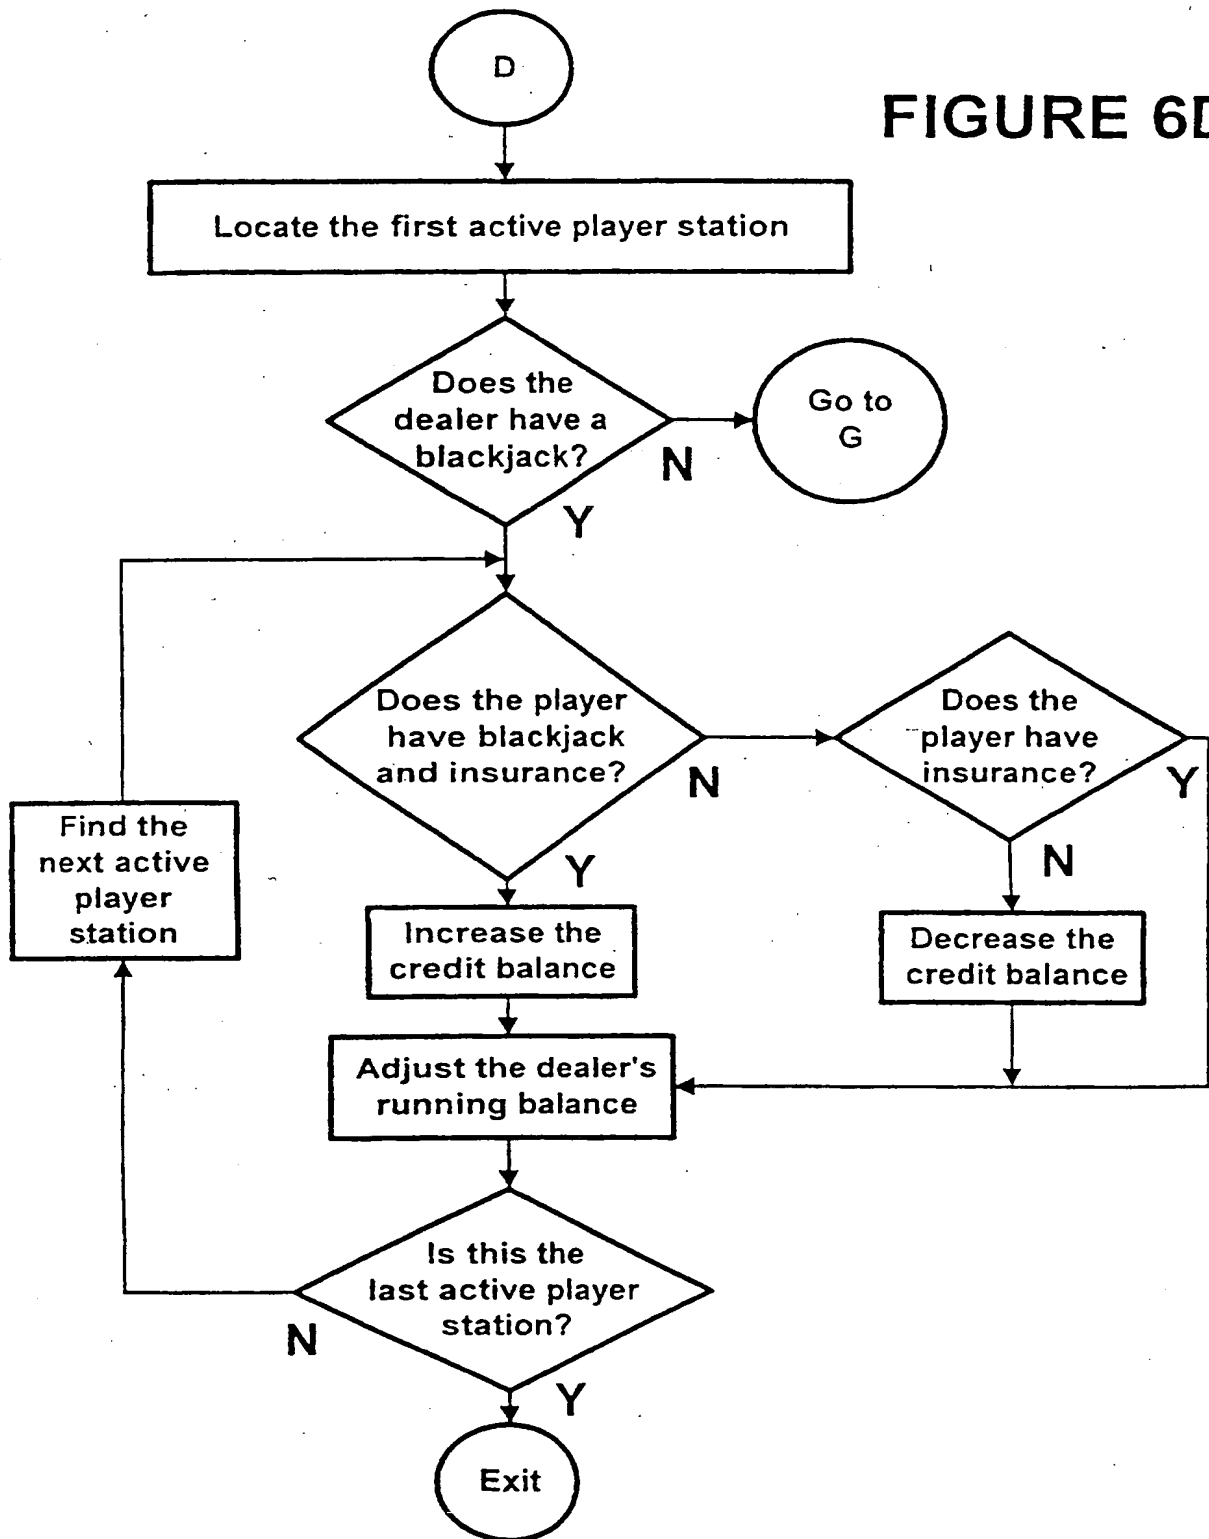 D
FIGURE 6D
Locate the first active player station
Does the
dealer have a
blackjack?
N
Go to
G
Y
Does the player
have blackjack
and insurance?
N
Does the
player have
insurance?
Y
Find the
next active
player
station
Y
N
Increase the
credit balance
Decrease the
credit balance
Adjust the dealer's
running balance
Is this the
last active player
station?
N
Y
Exit